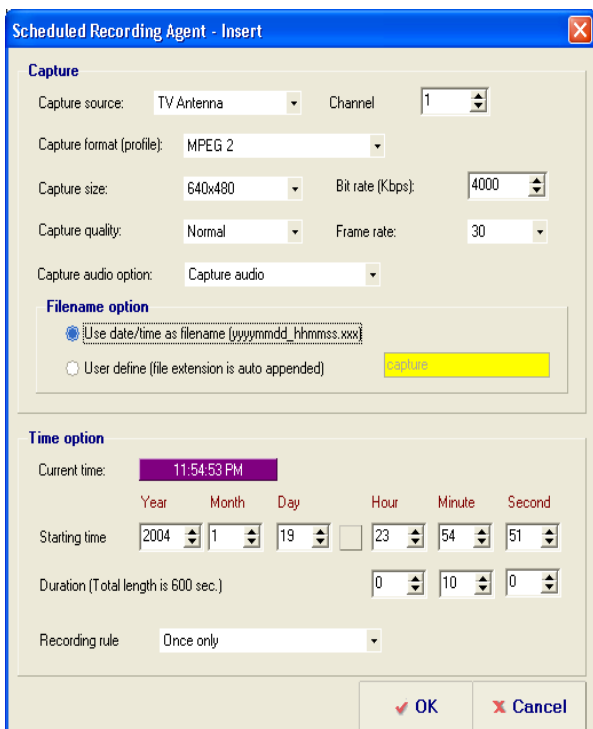 Scheduled Recording Agent - Insert
Capture
Capture source: TV Antenna Channel 1
Capture format (profile): MPEG 2
Capture size: 640x480 Bit rate (Kbps): 4000
Capture quality: Normal Frame rate: 30
Capture audio option: Capture audio
Filename option
Use date/time as filename (yyyymmdd_hhmmss.xxx)
User define (file extension is auto appended) capture
Time option
Current time: 11:54:53 PM
Year Month Day Hour Minute Second
Starting time 2004 1 19 23 54 51
Duration (Total length is 600 sec.) 0 10 0
Recording rule Once only
OK Cancel